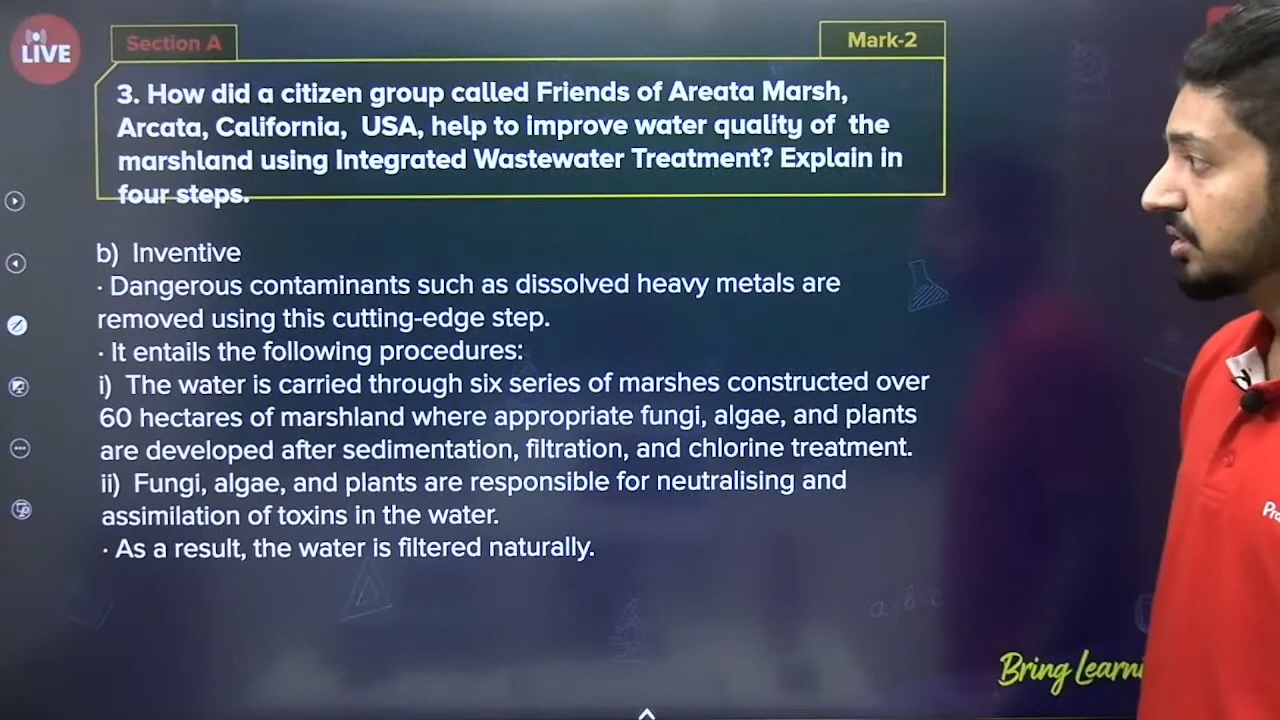 LIVE
Section A
Mark-2
3. How did a citizen group called Friends of Areata Marsh,
Arcata, California, USA, help to improve water quality of the
marshland using Integrated Wastewater Treatment? Explain in
four steps.
b) Inventive
· Dangerous contaminants such as dissolved heavy metals are
removed using this cutting-edge step.
· It entails the following procedures:
i) The water is carried through six series of marshes constructed over
60 hectares of marshland where appropriate fungi, algae, and plants
are developed after sedimentation, filtration, and chlorine treatment.
ii) Fungi, algae, and plants are responsible for neutralising and
assimilation of toxins in the water.
· As a result, the water is filtered naturally.
Bring